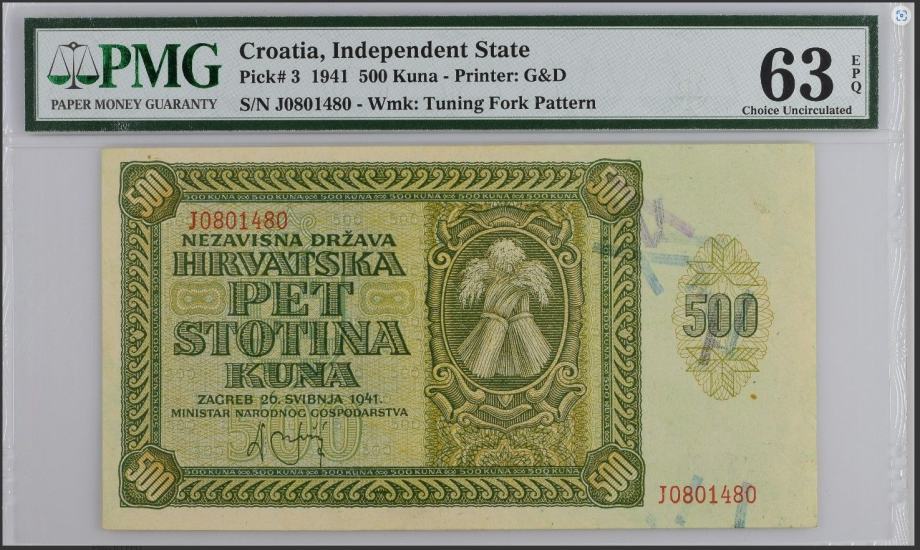 PMG
PAPER MONEY GUARANTY
Croatia, Independent State
Pick# 3 1941 500 Kuna - Printer: G&D
S/N J0801480 - Wmk: Tuning Fork Pattern
63
EPQ
Choice Uncirculated
500
500
J0801480
NEZAVISNA DRŽAVA
HRVATSKA
PET
STOTINA
KUNA
ZAGREB 26. SVIBNJA 1941.
MINISTAR NARODNOG GOSPODARSTVA
500
500
500
500
J0801480